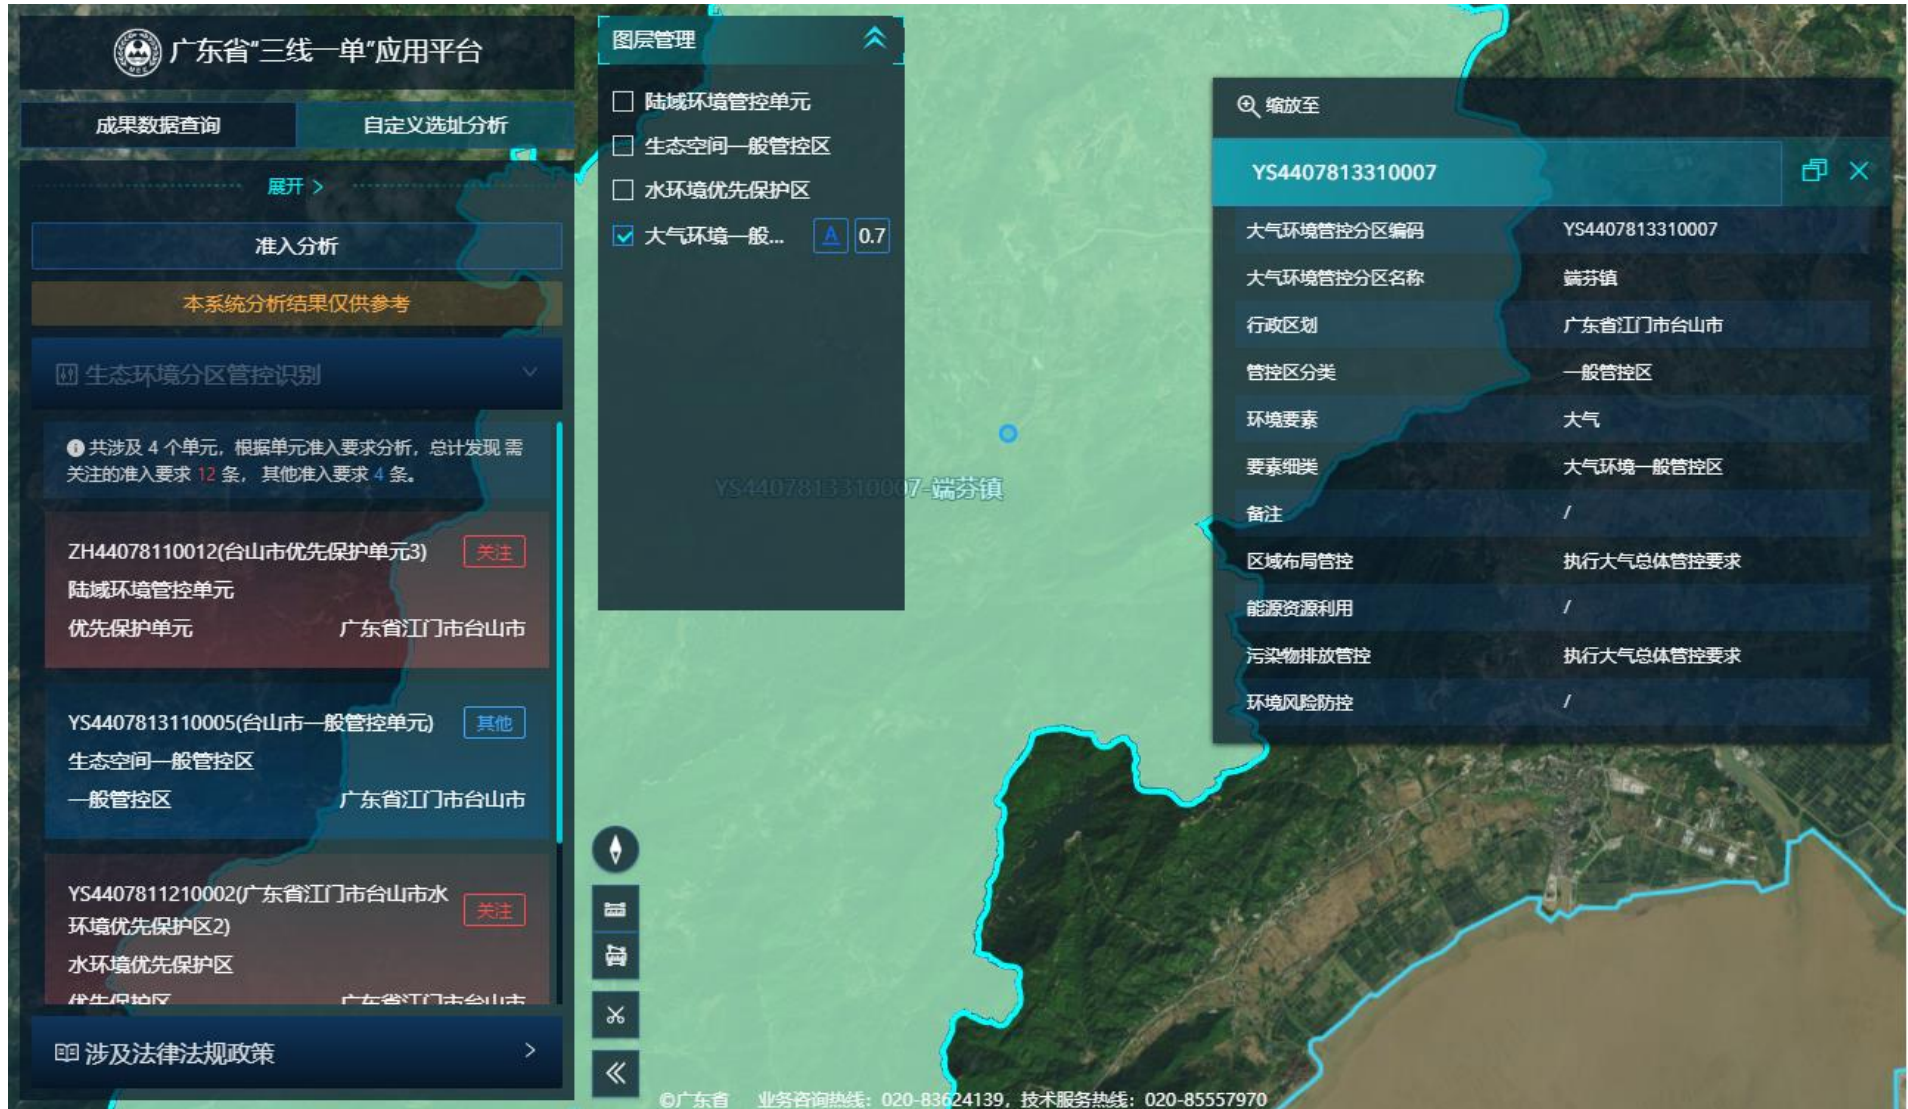 广东省"三线一单"应用平台
成果数据查询
自定义选址分析
展开 >
准入分析
本系统分析结果仅供参考
生态环境分区管控识别
共涉及 4 个单元，根据单元准入要求分析，总计发现 需
关注的准入要求 12 条， 其他准入要求 4 条。
ZH44078110012(台山市优先保护单元3)
关注
陆域环境管控单元
优先保护单元
广东省江门市台山市
YS4407813110005(台山市一般管控单元)
其他
生态空间一般管控区
一般管控区
广东省江门市台山市
YS4407811210002(广东省江门市台山市水
环境优先保护区2)
关注
水环境优先保护区
优先保护区
广东省江门市台山市
涉及法律法规政策
图层管理
陆域环境管控单元
生态空间一般管控区
水环境优先保护区
大气环境一般...
A
0.7
YS4407813310007-端芬镇
缩放至
YS4407813310007
大气环境管控分区编码 YS4407813310007
大气环境管控分区名称 端芬镇
行政区划 广东省江门市台山市
管控区分类 一般管控区
环境要素 大气
要素细类 大气环境一般管控区
备注 /
区域布局管控 执行大气总体管控要求
能源资源利用 /
污染物排放管控 执行大气总体管控要求
环境风险防控 /
©广东省 业务咨询热线：020-83624139，技术服务热线：020-85557970